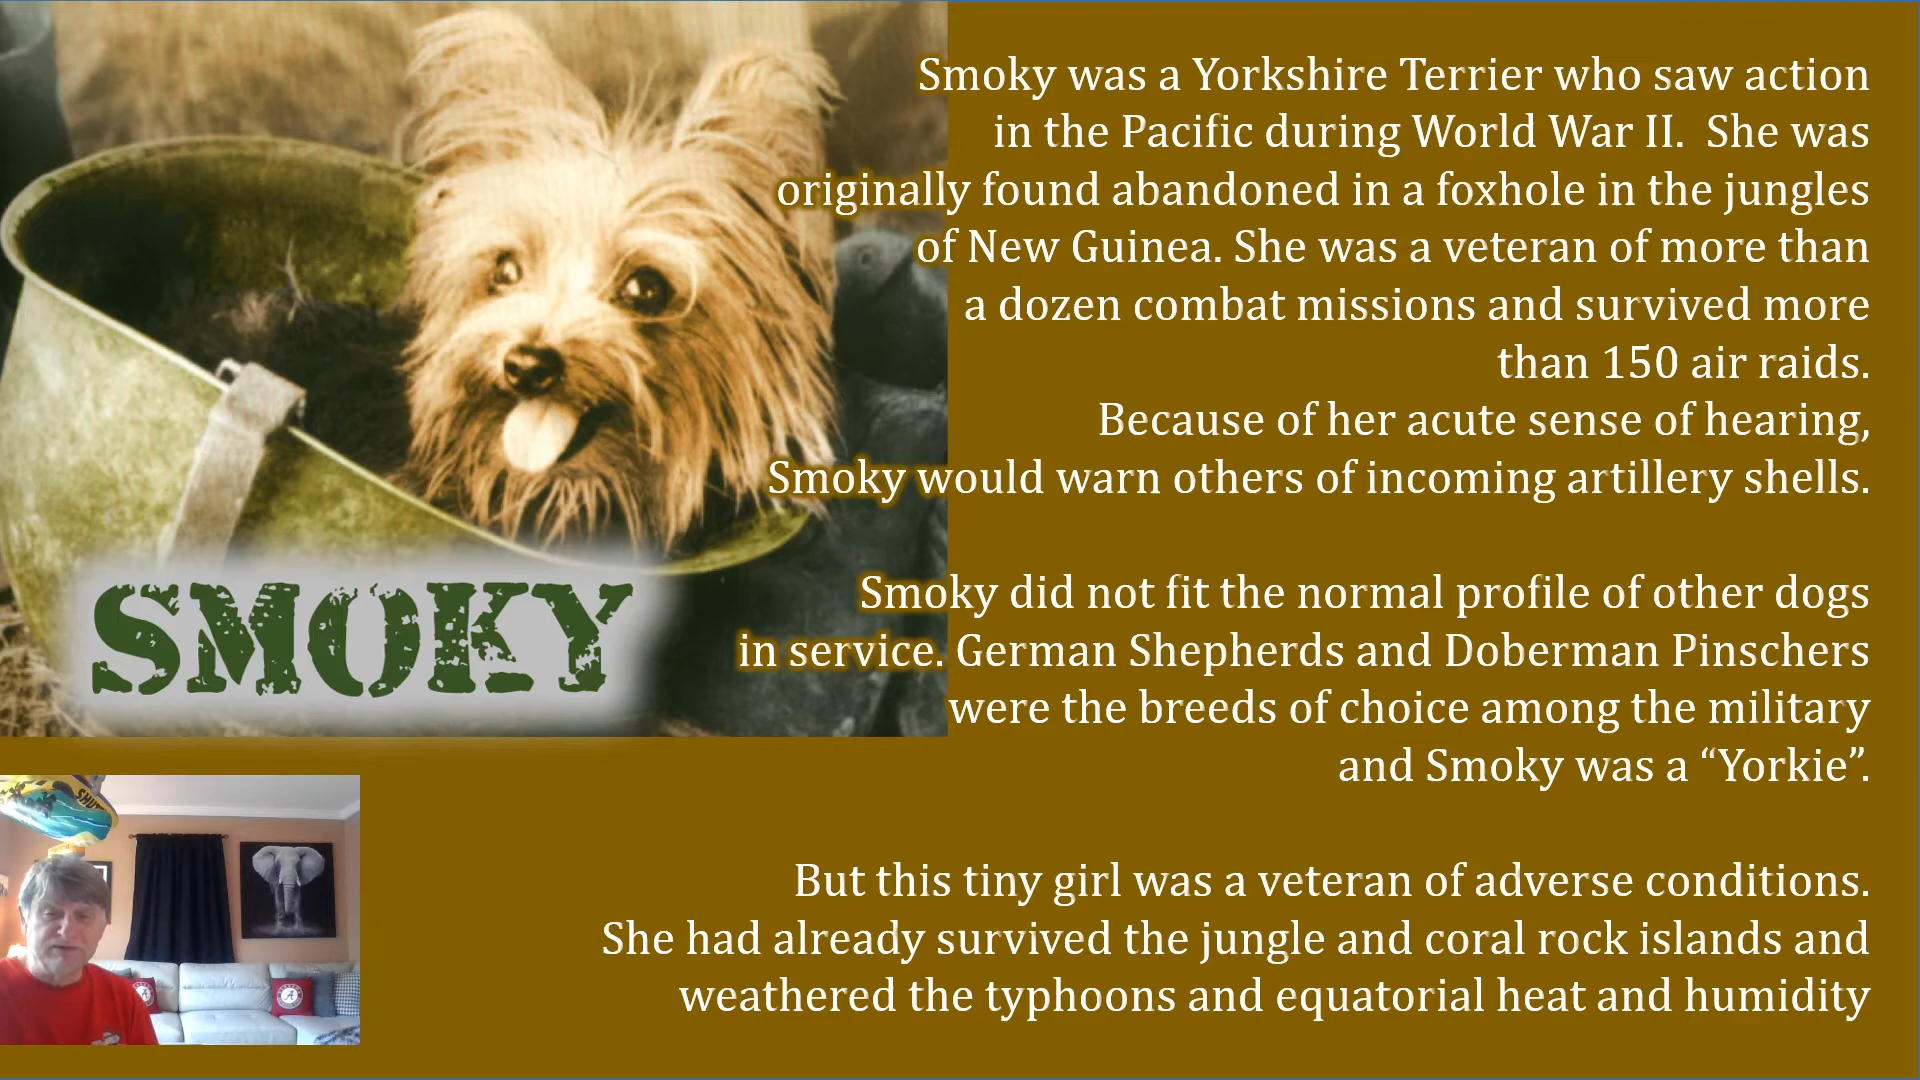 Smoky was a Yorkshire Terrier who saw action
in the Pacific during World War II.  She was
originally found abandoned in a foxhole in the jungles
of New Guinea. She was a veteran of more than
a dozen combat missions and survived more
than 150 air raids.
Because of her acute sense of hearing,
Smoky would warn others of incoming artillery shells.
SMOKY
Smoky did not fit the normal profile of other dogs
in service. German Shepherds and Doberman Pinschers
were the breeds of choice among the military
and Smoky was a “Yorkie”.
But this tiny girl was a veteran of adverse conditions.
She had already survived the jungle and coral rock islands and
weathered the typhoons and equatorial heat and humidity
A
A